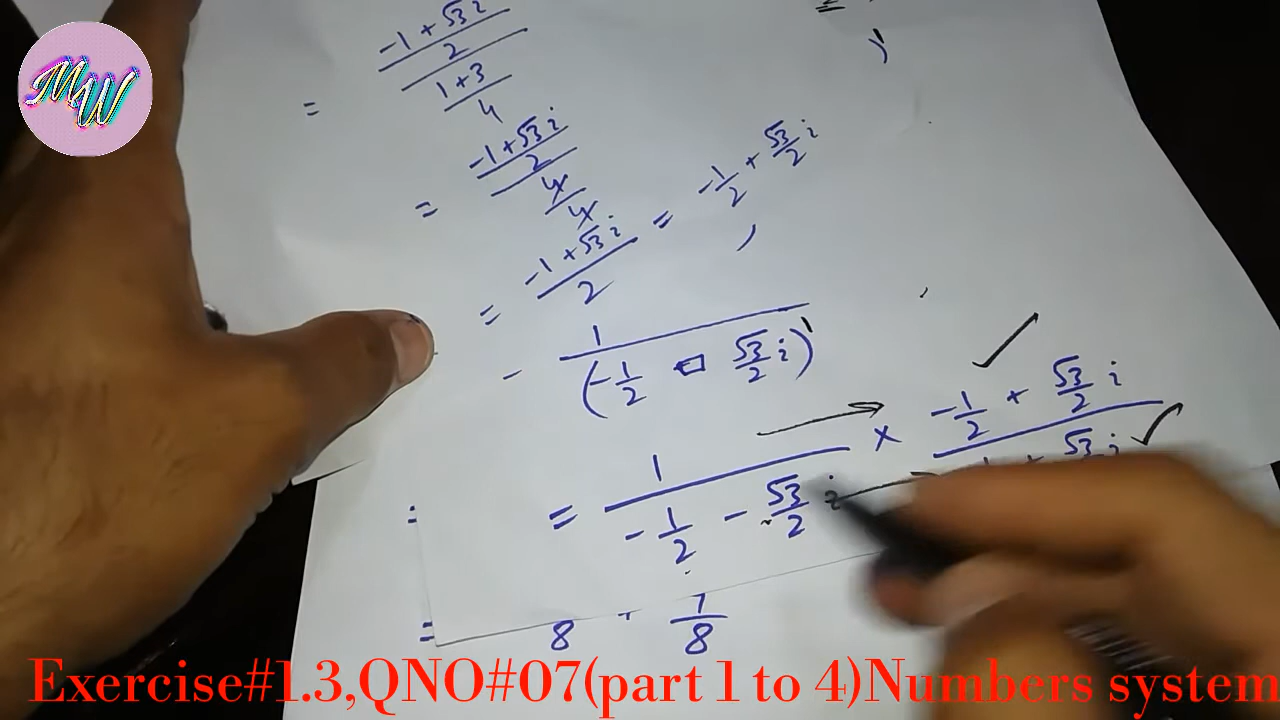 MW
-1 + √3 i
2
1+3
4
=
-1+√3 i
2
4
4
=
= -1+√3 i / 2 = -1/2 + √3/2 i
,
1
(-1/2 √3/2 i)
= 1 / (-1/2 - √3/2 i) × (-1/2 + √3/2 i)
√3 i
=
8 + 7/8
Exercise#1.3,QNO#07(part 1 to 4)Numbers system